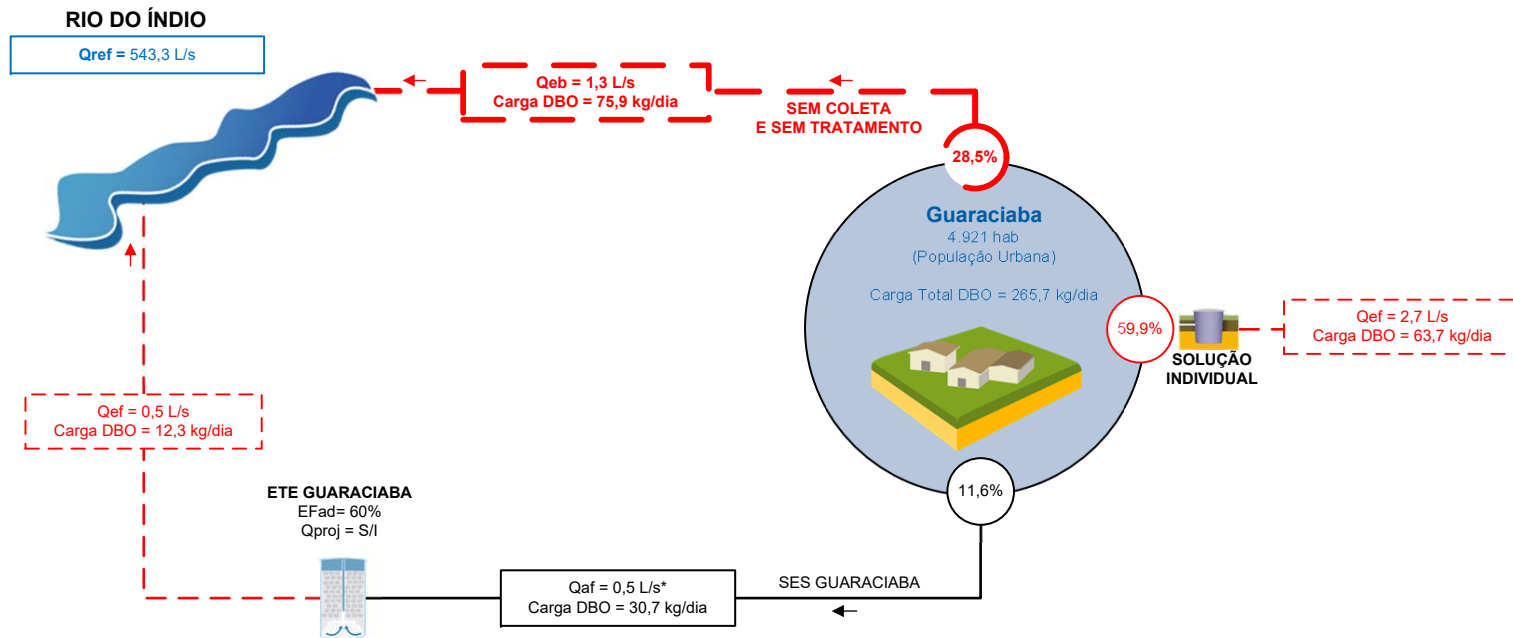 RIO DO ÍNDIO
Qref = 543,3 L/s
Qeb = 1,3 L/s
Carga DBO = 75,9 kg/dia
SEM COLETA
E SEM TRATAMENTO
28,5%
Guaraciaba
4.921 hab
(População Urbana)
Carga Total DBO = 265,7 kg/dia
59,9%
SOLUÇÃO
INDIVIDUAL
Qef = 2,7 L/s
Carga DBO = 63,7 kg/dia
Qef = 0,5 L/s
Carga DBO = 12,3 kg/dia
ETE GUARACIABA
EFad= 60%
Qproj = S/I
11,6%
Qaf = 0,5 L/s*
Carga DBO = 30,7 kg/dia
SES GUARACIABA